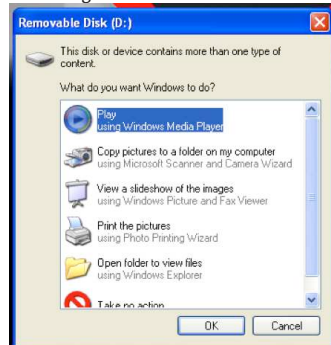 Removable Disk (D:)
This disk or device contains more than one type of
content.
What do you want Windows to do?
Play
using Windows Media Player
Copy pictures to a folder on my computer
using Microsoft Scanner and Camera Wizard
View a slideshow of the images
using Windows Picture and Fax Viewer
Print the pictures
using Photo Printing Wizard
Open folder to view files
using Windows Explorer
Take no action
OK
Cancel